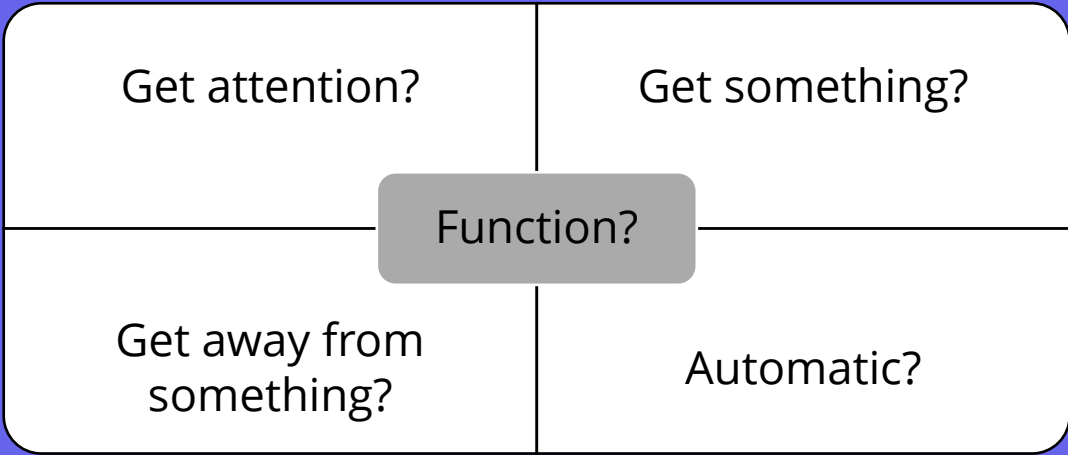 Get attention?
Get something?
Function?
Get away from
something?
Automatic?